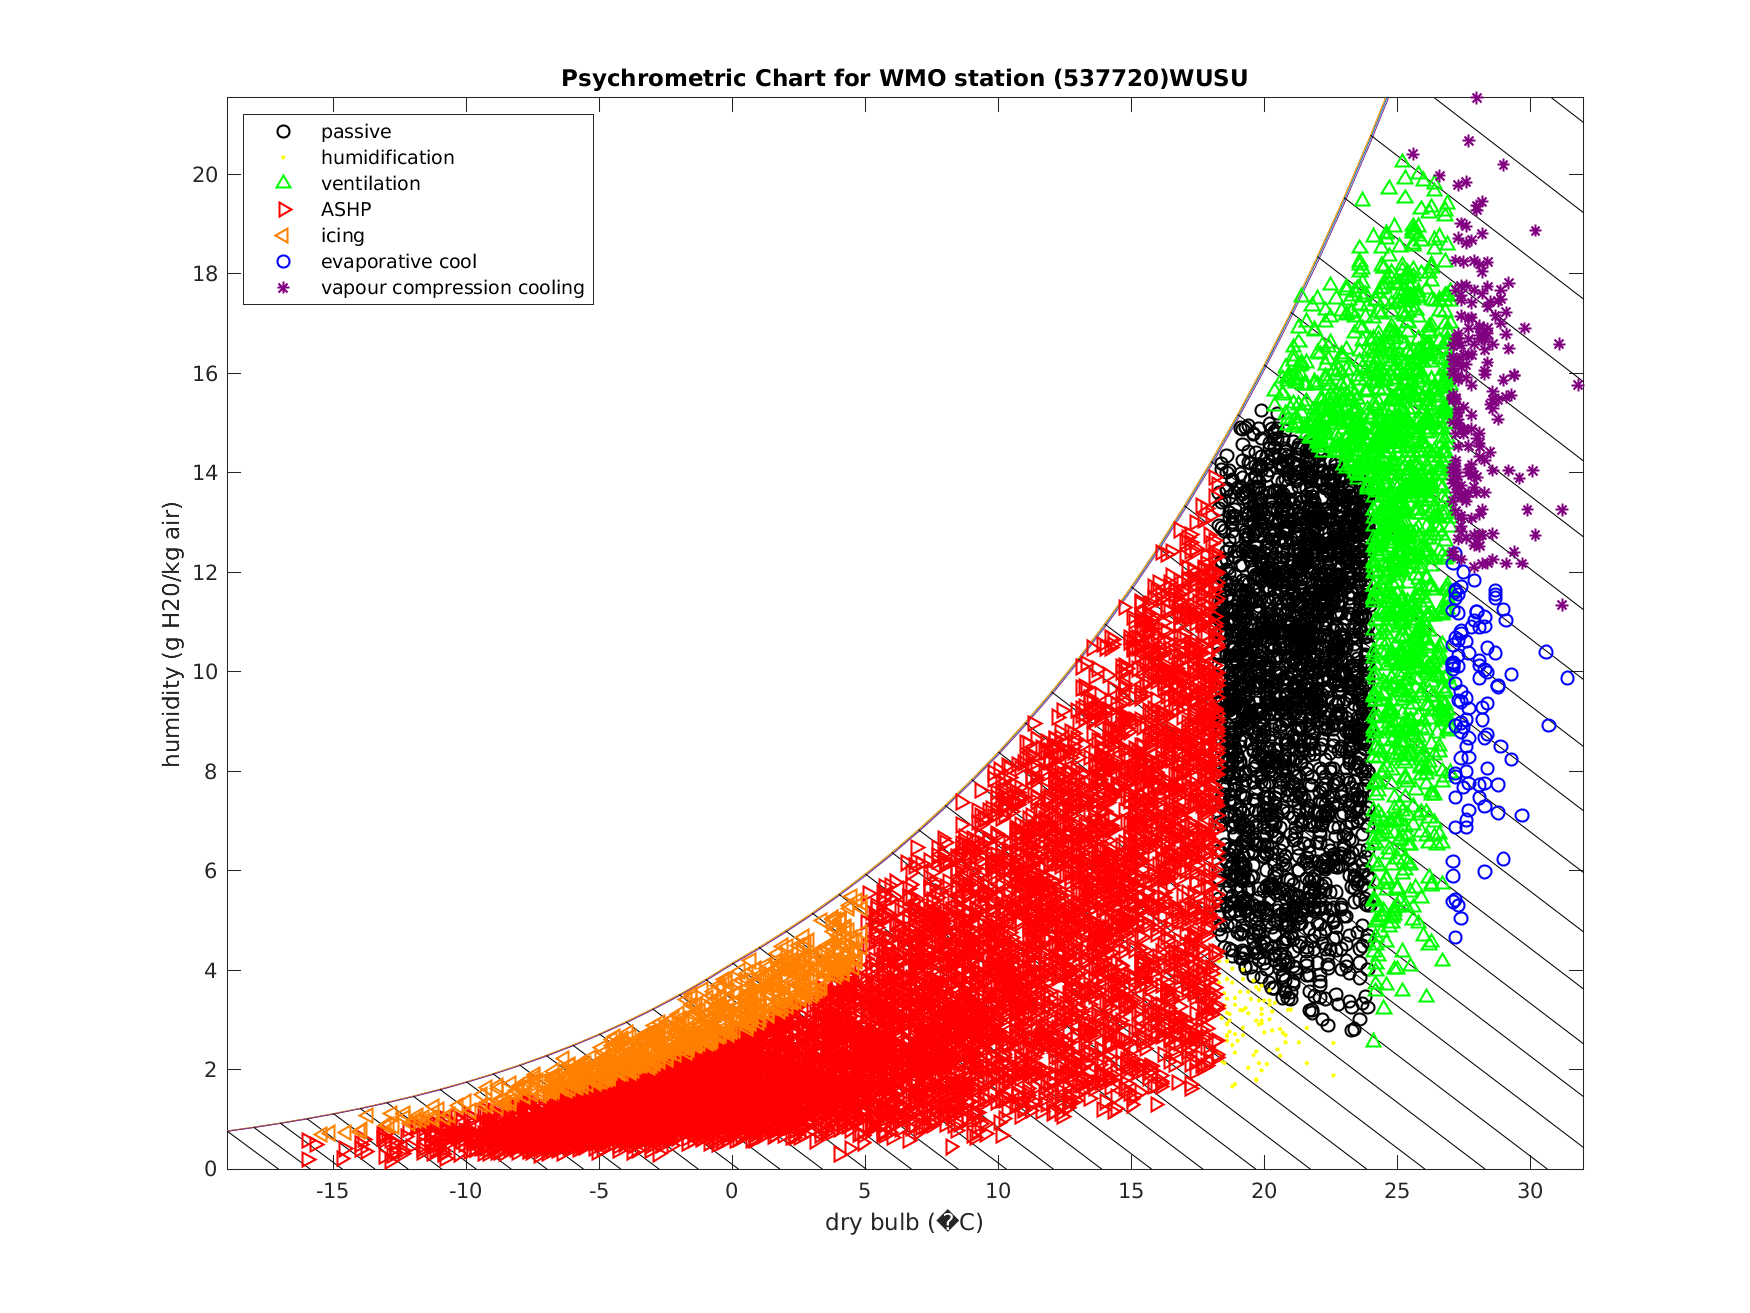 Psychrometric Chart for WMO station (537720)WUSU
passive
humidification
ventilation
ASHP
icing
evaporative cool
vapour compression cooling
20
18
16
14
12
10
8
6
4
2
0
humidity (g H20/kg air)
-15 -10 -5 0 5 10 15 20 25 30
dry bulb (�C)